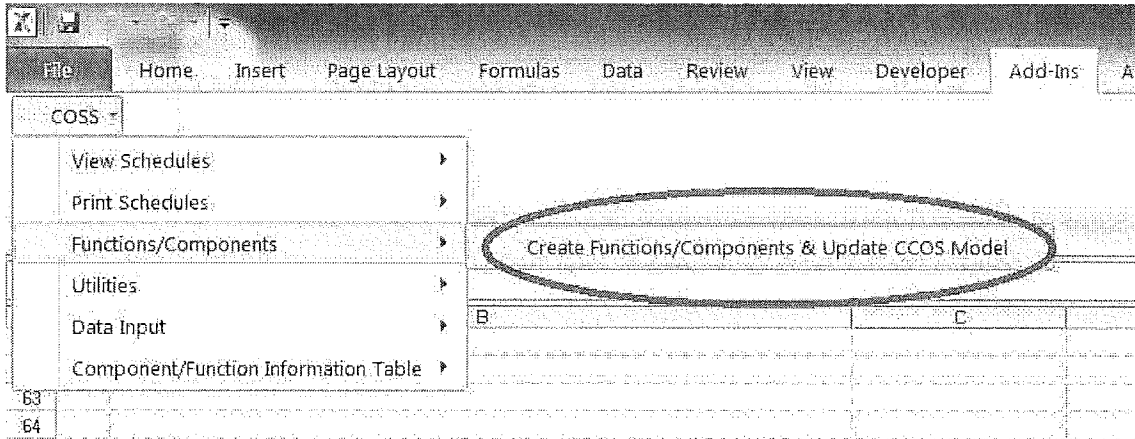 File Home Insert Page Layout Formulas Data Review View Developer Add-Ins A
COSS
View Schedules
Print Schedules
Functions/Components
Create Functions/Components & Update CCOS Model
Utilities
B C
Data Input
Component/Function Information Table
63
64